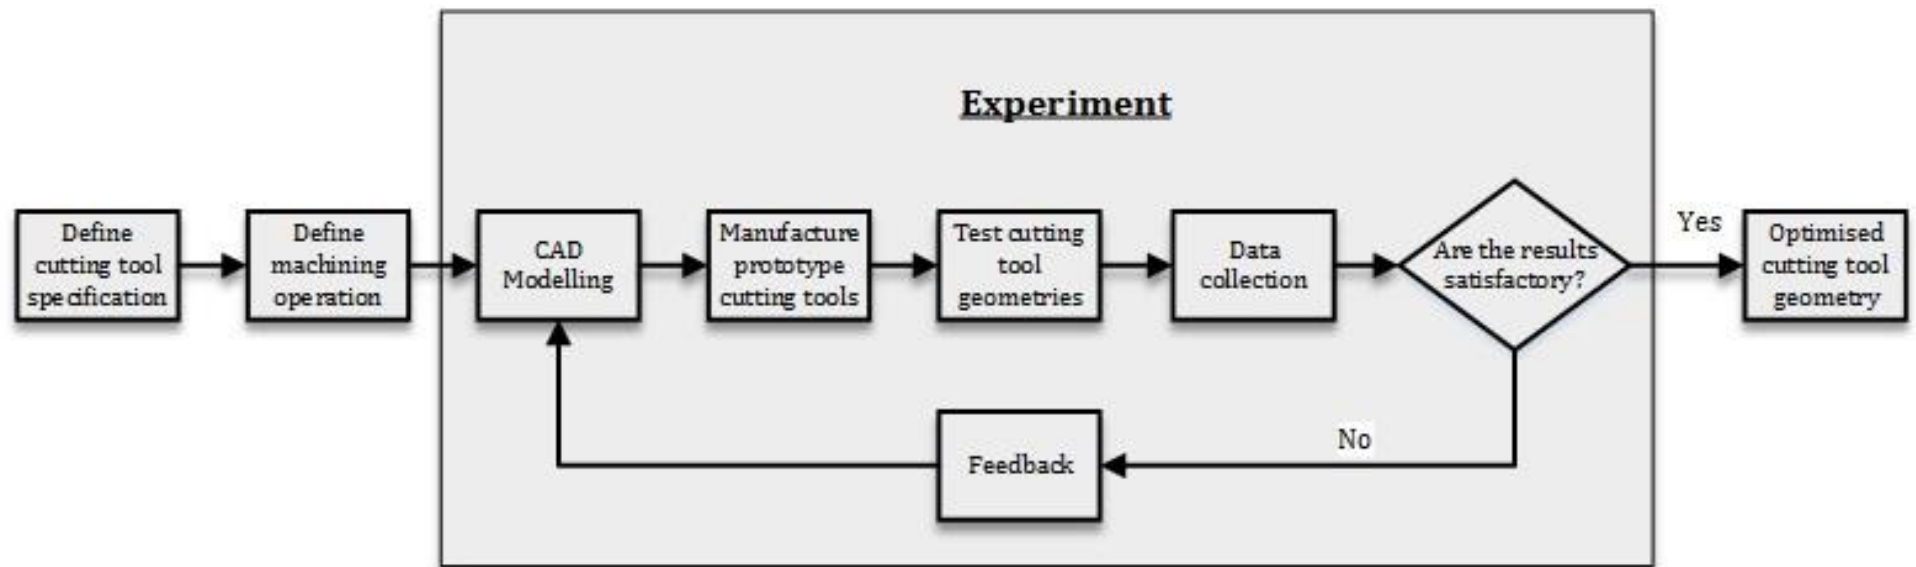 Experiment
Define
cutting tool
specification
Define
machining
operation
CAD
Modelling
Manufacture
prototype
cutting tools
Test cutting
tool
geometries
Data
collection
Are the results
satisfactory?
Yes
Optimised
cutting tool
geometry
No
Feedback